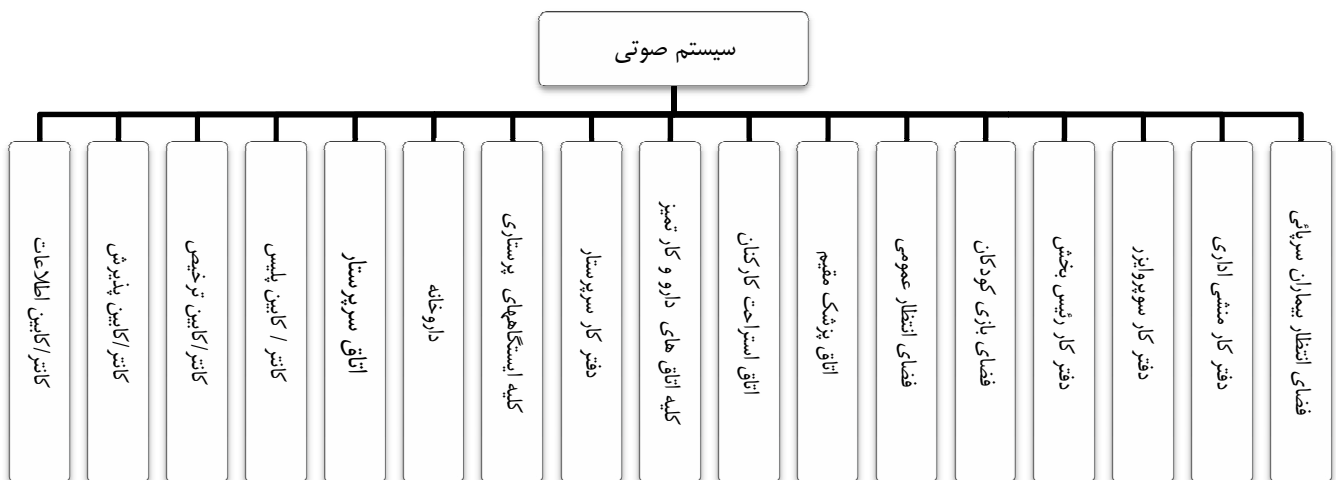 سیستم صوتی
فضای انتظار بیماران سرپائی
دفتر کار منشی اداری
دفتر کار سوپروایزر
دفتر کار رئیس بخش
فضای بازی کودکان
فضای انتظار عمومی
اتاق پزشک مقیم
اتاق استراحت کارکنان
کلیه اتاق های دارو و کار تمیز
دفتر کار سرپرستار
کلیه ایستگاههای پرستاری
داروخانه
اتاق سرپرستار
کانتر / کابین پلیس
کانتر/کابین ترخیص
کانتر/کابین پذیرش
کانتر/کابین اطلاعات